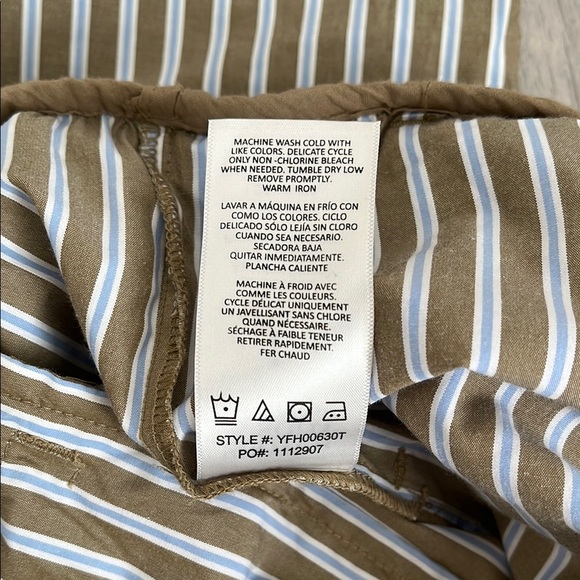 MACHINE WASH COLD WITH
LIKE COLORS. DELICATE CYCLE
ONLY NON -CHLORINE BLEACH
WHEN NEEDED. TUMBLE DRY LOW
REMOVE PROMPTLY.
WARM IRON
LAVAR A MÁQUINA EN FRÍO CON
COMO LOS COLORES. CICLO
DELICADO SÓLO LEJÍA SIN CLORO
CUANDO SEA NECESARIO.
SECADORA BAJA
QUITAR INMEDIATAMENTE.
PLANCHA CALIENTE
MACHINE À FROID AVEC
COMME LES COULEURS.
CYCLE DÉLICAT UNIQUEMENT
UN JAVELLISANT SANS CHLORE
QUAND NÉCESSAIRE.
SÉCHAGE À FAIBLE TENEUR
RETIRER RAPIDEMENT.
FER CHAUD
STYLE #: YFH00630T
PO#: 1112907